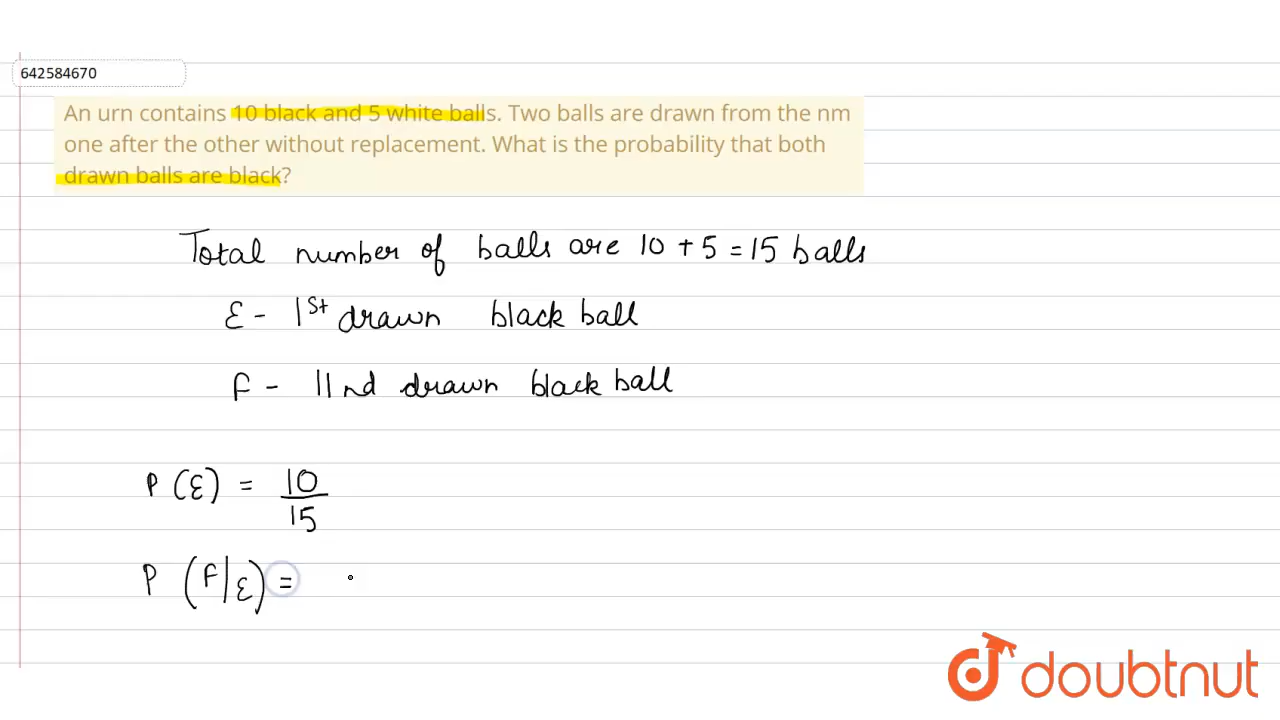 642584670
An urn contains 10 black and 5 white balls. Two balls are drawn from the nm
one after the other without replacement. What is the probability that both
drawn balls are black?
Total number of balls are 10 + 5 = 15 balls
ε - 1st drawn black ball
F - IInd drawn black ball
P (ε) = 10/15
P (F|ε) =
doubtnut